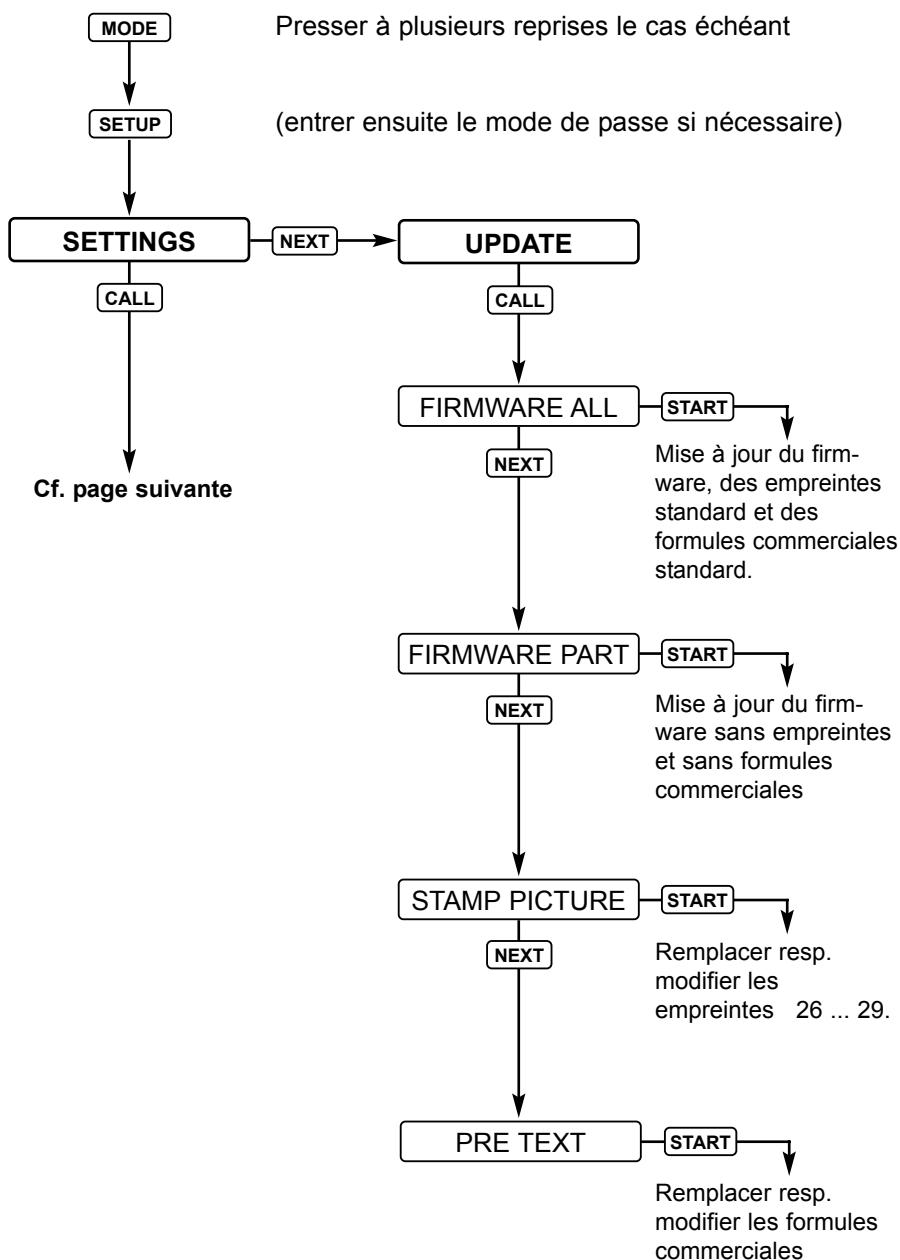 MODE Presser à plusieurs reprises le cas échéant
SETUP (entrer ensuite le mode de passe si nécessaire)
SETTINGS NEXT UPDATE
CALL CALL
FIRMWARE ALL START
NEXT
Mise à jour du firm-
ware, des empreintes
standard et des
formules commerciales
standard.
Cf. page suivante
FIRMWARE PART START
NEXT
Mise à jour du firm-
ware sans empreintes
et sans formules
commerciales
STAMP PICTURE START
NEXT
Remplacer resp.
modifier les
empreintes 26 ... 29.
PRE TEXT START
Remplacer resp.
modifier les formules
commerciales